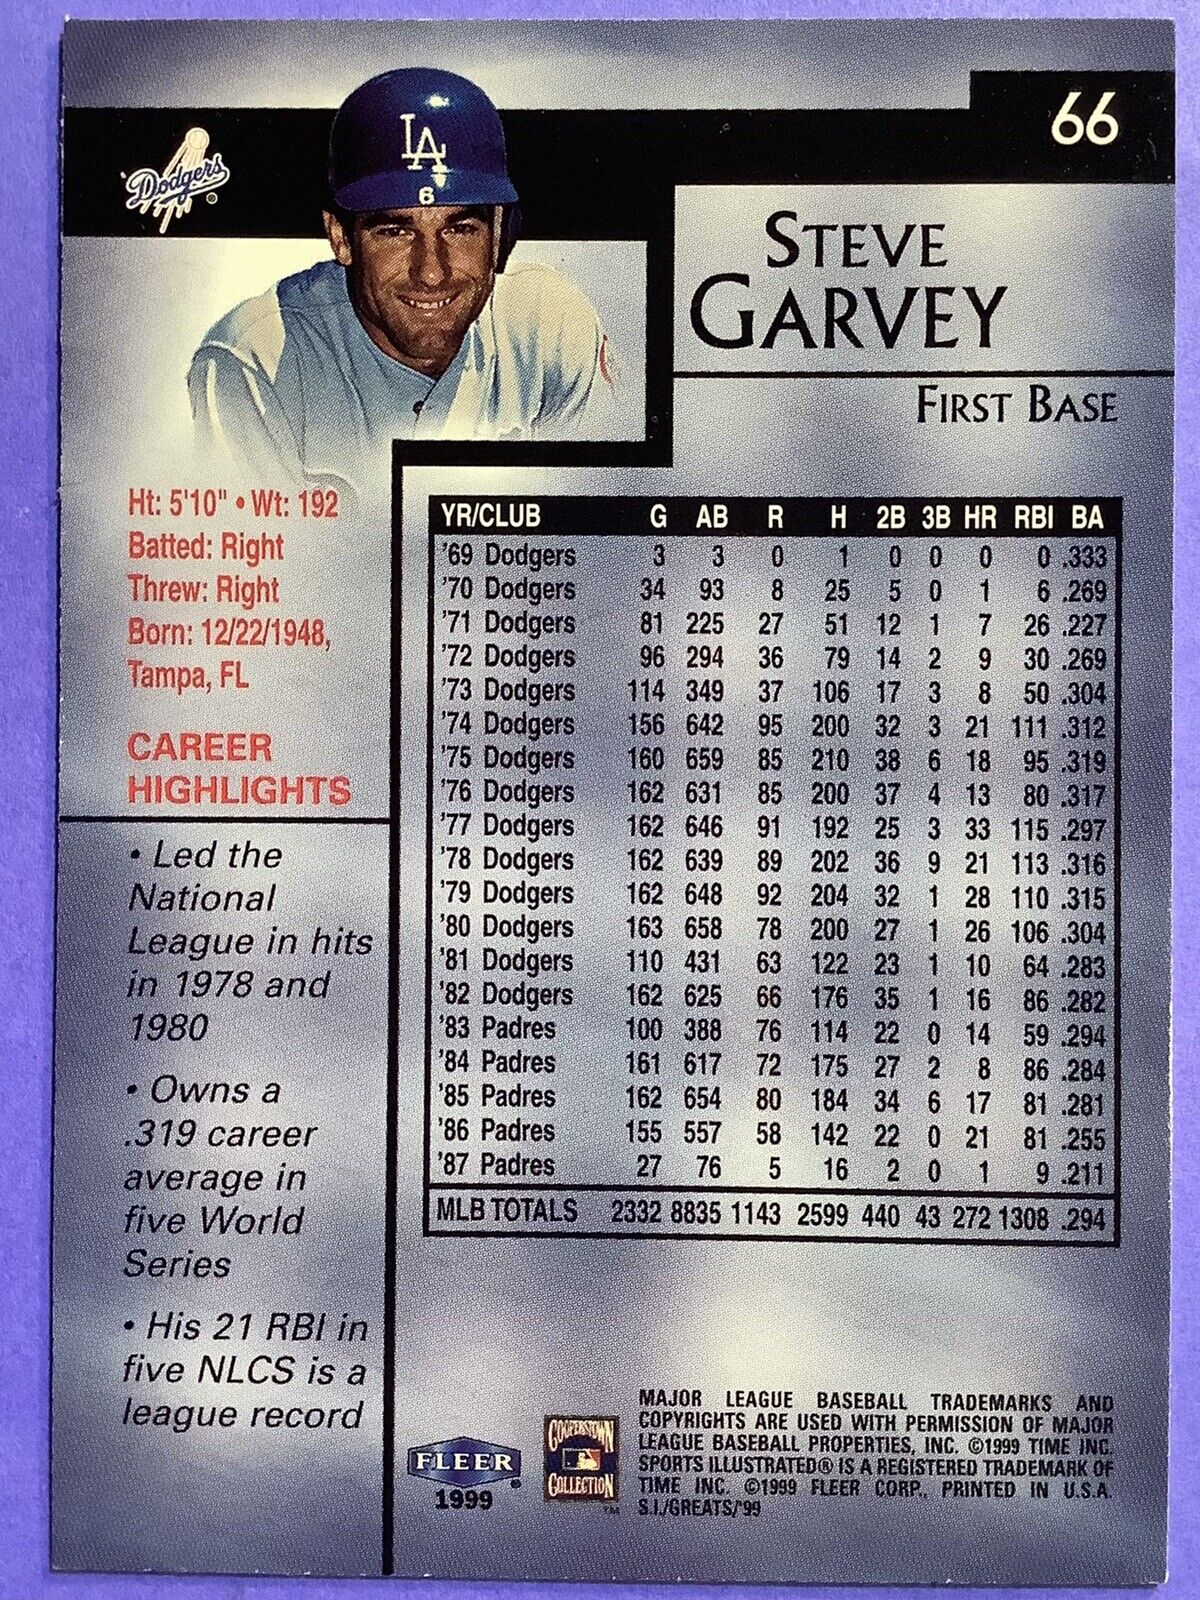 66
Dodgers®
LA
6
STEVE
GARVEY
FIRST BASE
Ht: 5'10" • Wt: 192
Batted: Right
Threw: Right
Born: 12/22/1948,
Tampa, FL
CAREER
HIGHLIGHTS
• Led the
National
League in hits
in 1978 and
1980
• Owns a
.319 career
average in
five World
Series
• His 21 RBI in
five NLCS is a
league record
YR/CLUB G AB R H 2B 3B HR RBI BA
'69 Dodgers 3 3 0 1 0 0 0 0 .333
'70 Dodgers 34 93 8 25 5 0 1 6 .269
'71 Dodgers 81 225 27 51 12 1 7 26 .227
'72 Dodgers 96 294 36 79 14 2 9 30 .269
'73 Dodgers 114 349 37 106 17 3 8 50 .304
'74 Dodgers 156 642 95 200 32 3 21 111 .312
'75 Dodgers 160 659 85 210 38 6 18 95 .319
'76 Dodgers 162 631 85 200 37 4 13 80 .317
'77 Dodgers 162 646 91 192 25 3 33 115 .297
'78 Dodgers 162 639 89 202 36 9 21 113 .316
'79 Dodgers 162 648 92 204 32 1 28 110 .315
'80 Dodgers 163 658 78 200 27 1 26 106 .304
'81 Dodgers 110 431 63 122 23 1 10 64 .283
'82 Dodgers 162 625 66 176 35 1 16 86 .282
'83 Padres 100 388 76 114 22 0 14 59 .294
'84 Padres 161 617 72 175 27 2 8 86 .284
'85 Padres 162 654 80 184 34 6 17 81 .281
'86 Padres 155 557 58 142 22 0 21 81 .255
'87 Padres 27 76 5 16 2 0 1 9 .211
MLB TOTALS 2332 8835 1143 2599 440 43 272 1308 .294
FLEER®
1999
COOPERSTOWN
COLLECTION
™
MAJOR LEAGUE BASEBALL TRADEMARKS AND
COPYRIGHTS ARE USED WITH PERMISSION OF MAJOR
LEAGUE BASEBALL PROPERTIES, INC. ©1999 TIME INC.
SPORTS ILLUSTRATED® IS A REGISTERED TRADEMARK OF
TIME INC. ©1999 FLEER CORP., PRINTED IN U.S.A.
S.I./GREATS/'99